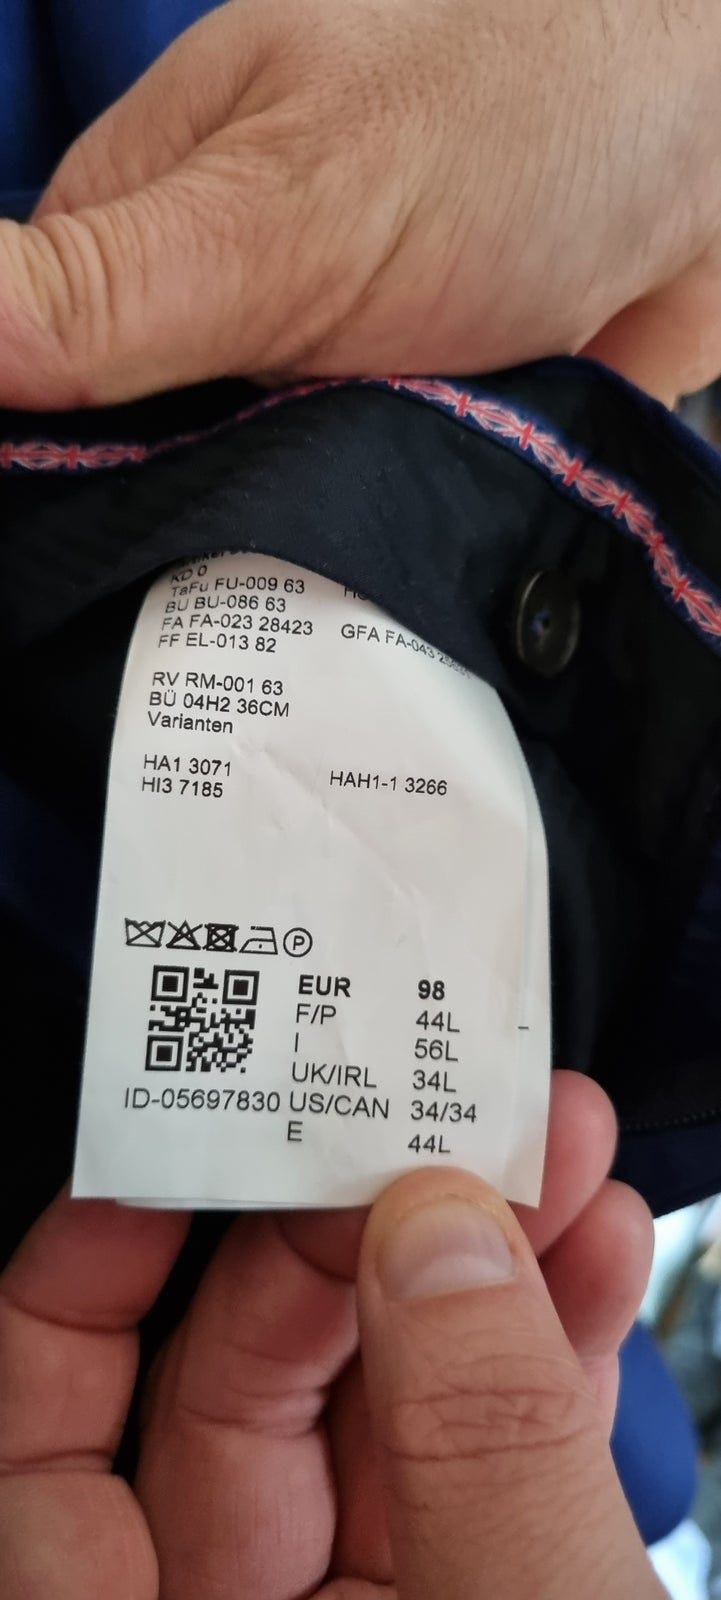 KD 0
TaFu FU-009 63
BU BU-086 63
FA FA-023 28423 GFA FA-043
FF EL-013 82
RV RM-001 63
BÜ 04H2 36CM
Varianten
HA1 3071 HAH1-1 3266
HI3 7185
P
EUR 98
F/P 44L
I 56L
UK/IRL 34L
ID-05697830 US/CAN 34/34
E 44L